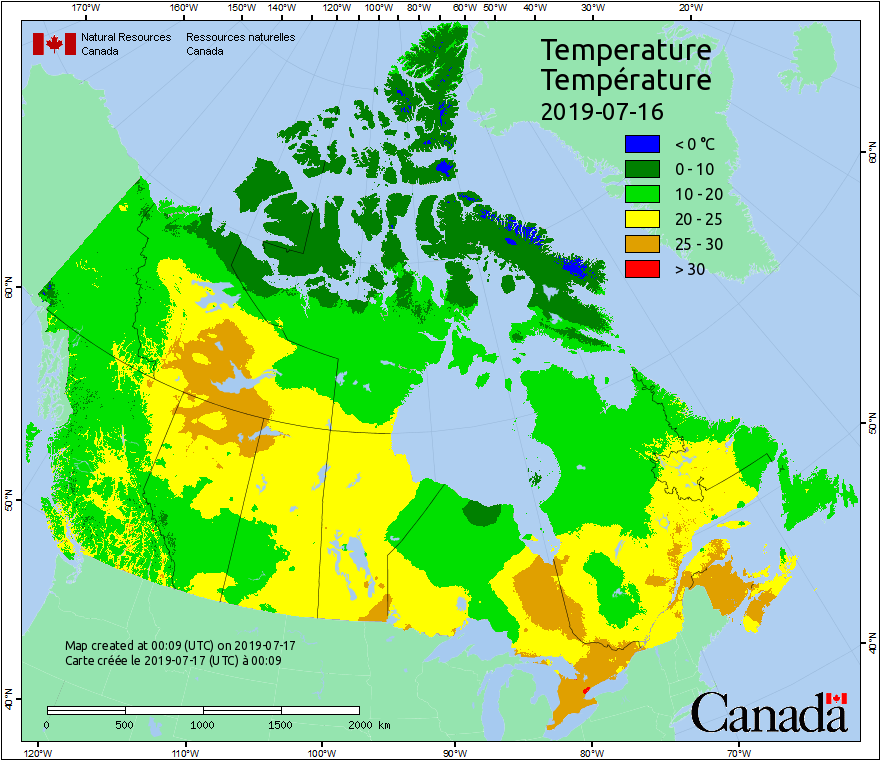 170°W 160°W 150°W 140°W 130°W 120°W 110°W 100°W 90°W 80°W 60°W 50°W 40°W 30°W 20°W
Natural Resources Ressources naturelles
Canada Canada
Temperature
Température
2019-07-16
< 0 °C
0 - 10
10 - 20
20 - 25
25 - 30
> 30
60°N
60°N
50°N
50°N
40°N
40°N
Map created at 00:09 (UTC) on 2019-07-17
Carte créée le 2019-07-17 (UTC) à 00:09
0 500 1000 1500 2000 km
Canada
120°W 110°W 100°W 90°W 80°W 70°W